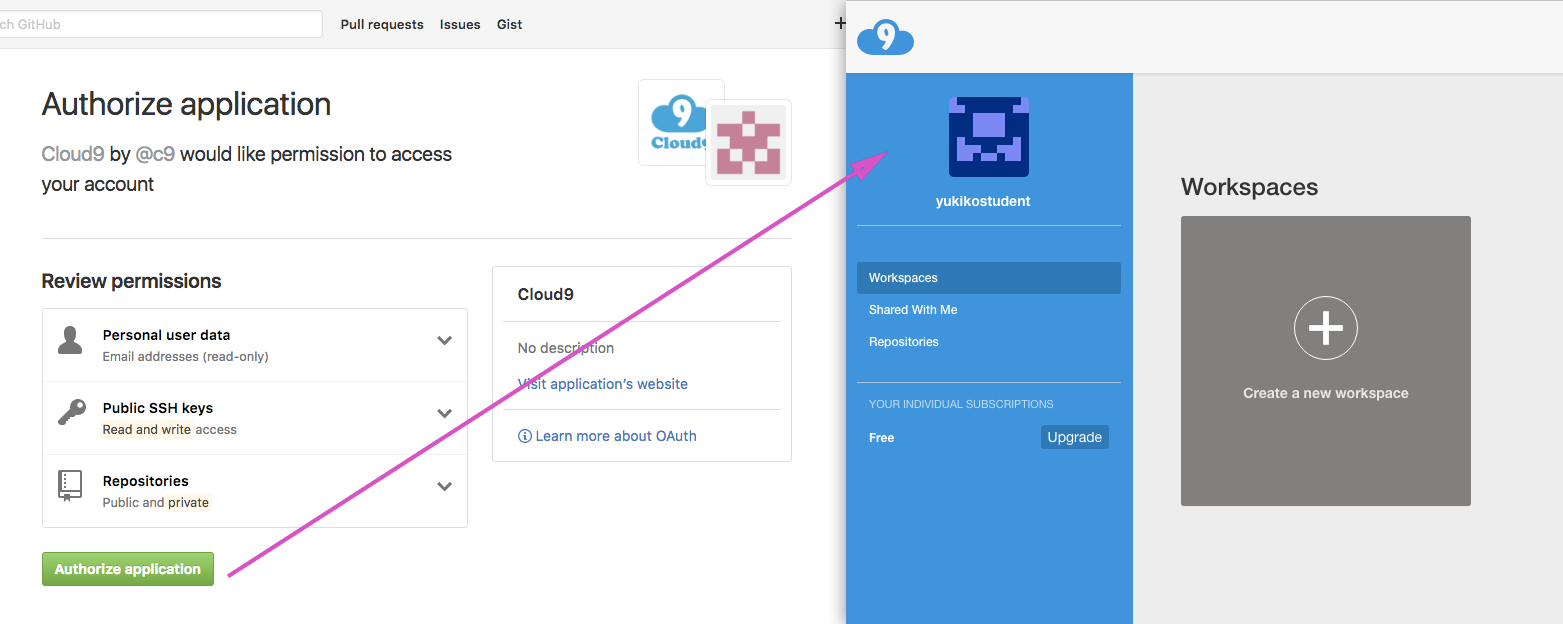 ch GitHub
Pull requests
Issues
Gist
+
Authorize application
Cloud9 by @c9 would like permission to access
your account
9
Cloud9
Review permissions
Personal user data
Email addresses (read-only)
Public SSH keys
Read and write access
Repositories
Public and private
Authorize application
Cloud9
No description
Visit application's website
Learn more about OAuth
9
yukikostudent
Workspaces
Shared With Me
Repositories
YOUR INDIVIDUAL SUBSCRIPTIONS
Free
Upgrade
Workspaces
Create a new workspace